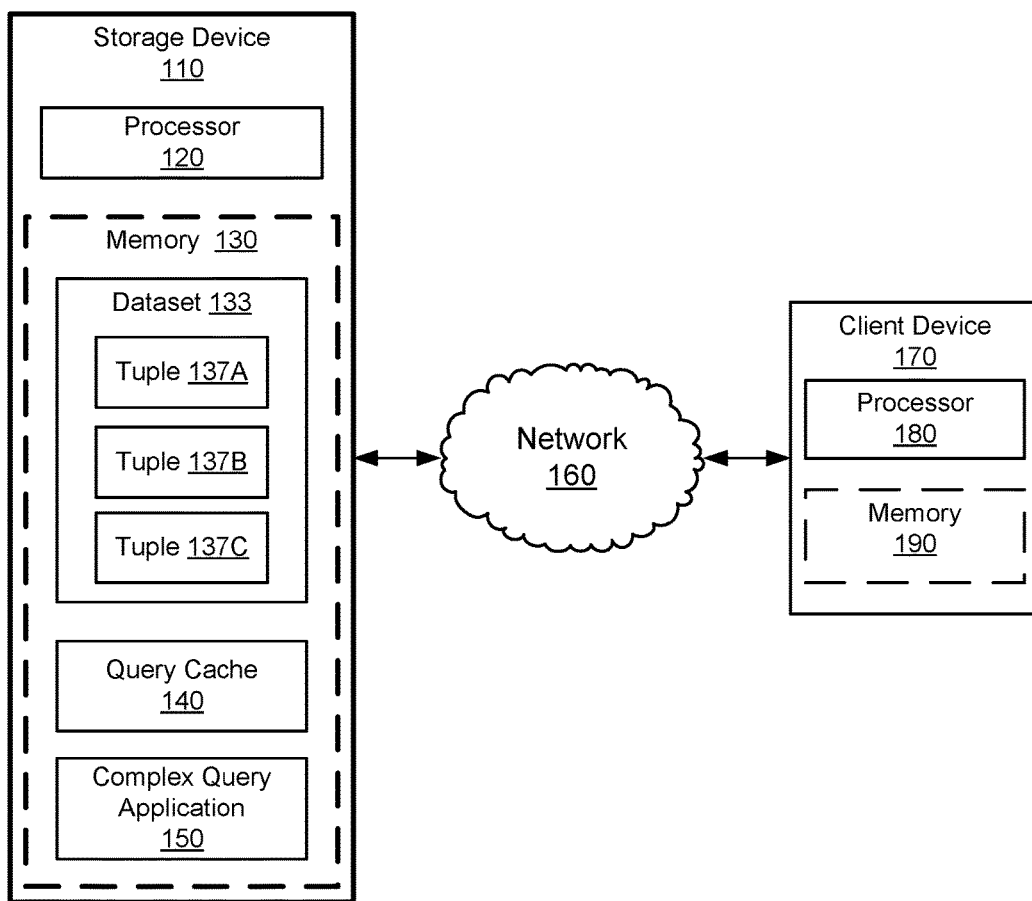 Storage Device
110
Processor
120
Memory 130
Dataset 133
Tuple 137A
Tuple 137B
Tuple 137C
Query Cache
140
Complex Query
Application
150
Network
160
Client Device
170
Processor
180
Memory
190